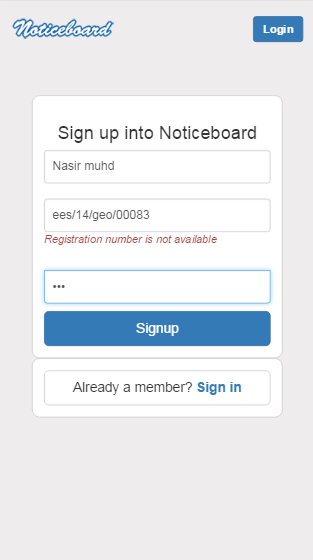 Noticeboard
Login
Sign up into Noticeboard
Nasir muhd
ees/14/geo/00083
Registration number is not available
•••
Signup
Already a member? Sign in